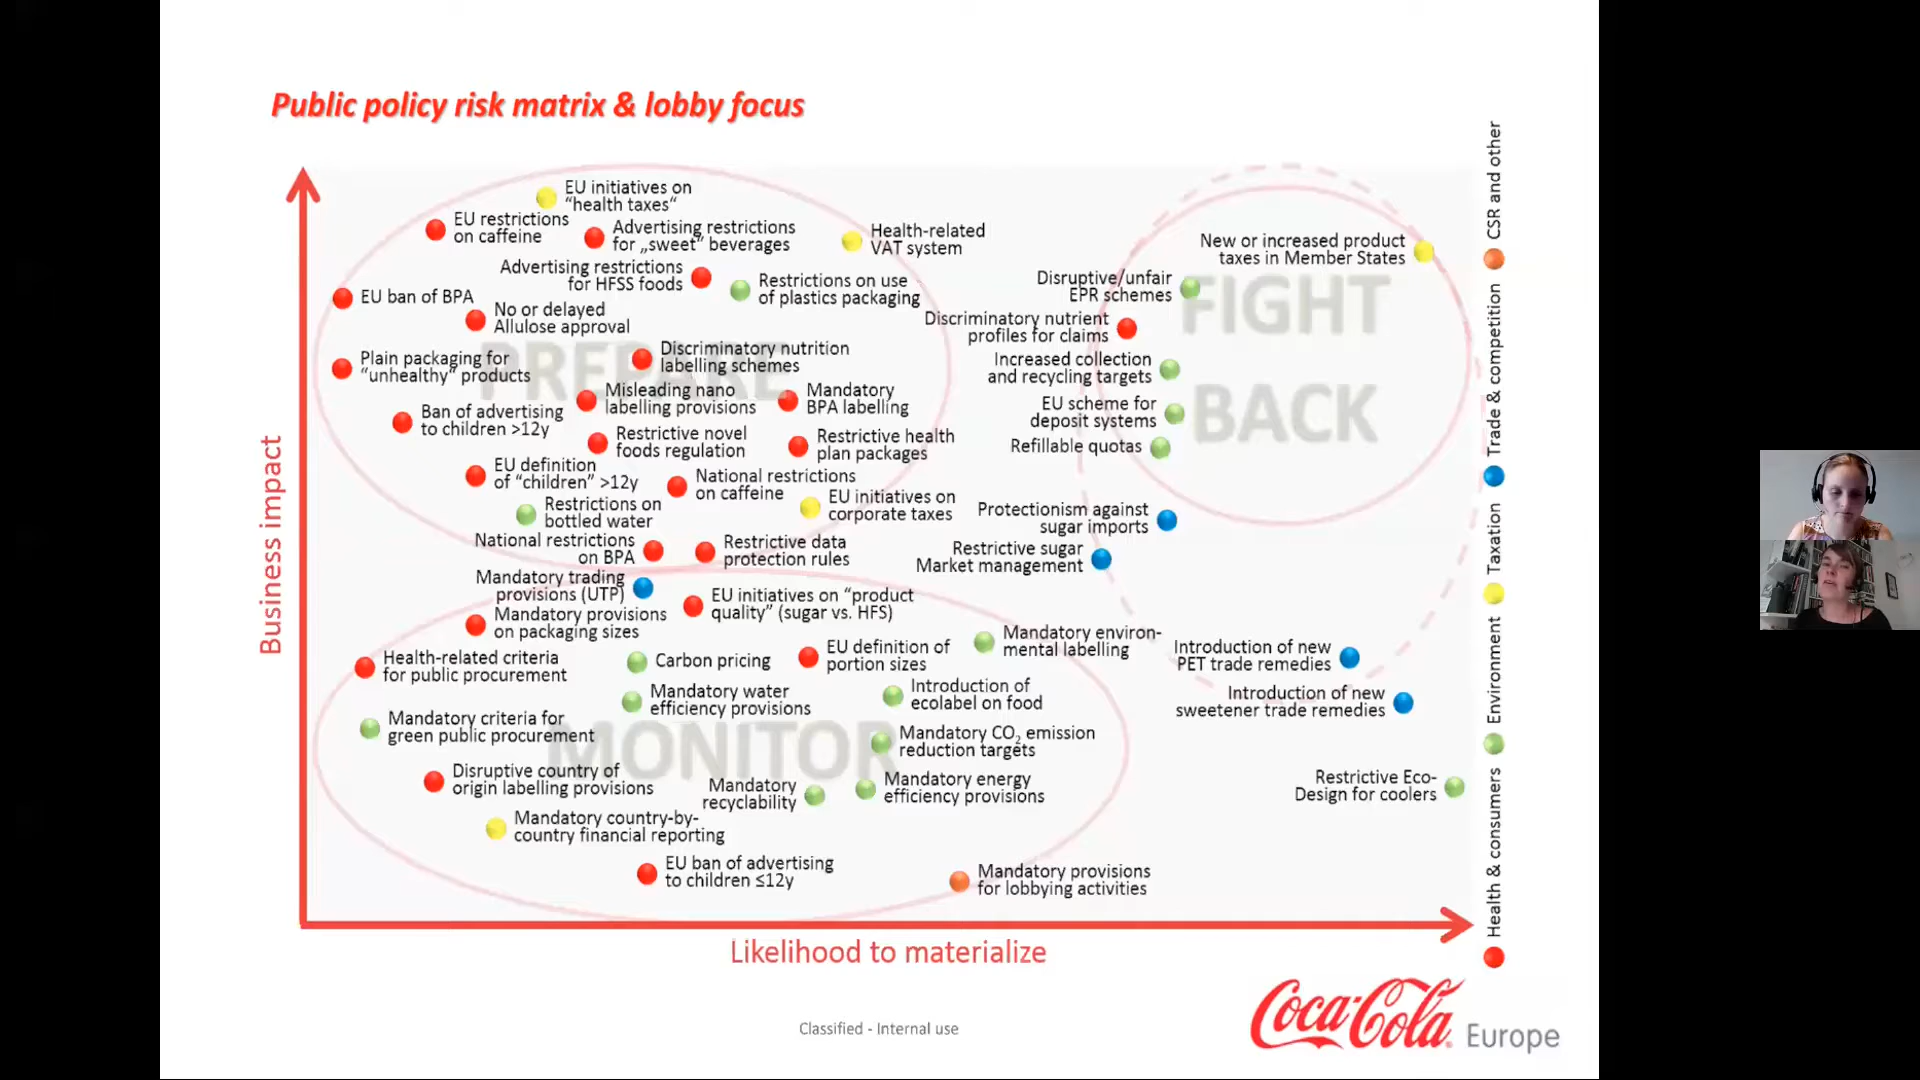 Public policy risk matrix & lobby focus
EU initiatives on
“health taxes“
EU restrictions
on caffeine
Advertising restrictions
for „sweet“ beverages
Health-related
VAT system
New or increased product
taxes in Member States
Advertising restrictions
for HFSS foods
Restrictions on use
of plastics packaging
Disruptive/unfair
EPR schemes
EU ban of BPA
No or delayed
Allulose approval
Discriminatory nutrient
profiles for claims
FIGHT
BACK
Plain packaging for
“unhealthy“ products
PREPARE
Discriminatory nutrition
labelling schemes
Increased collection
and recycling targets
Misleading nano
labelling provisions
Mandatory
BPA labelling
Ban of advertising
to children >12y
EU scheme for
deposit systems
Restrictive novel
foods regulation
Restrictive health
plan packages
Refillable quotas
EU definition
of “children” >12y
National restrictions
on caffeine
EU initiatives on
corporate taxes
Restrictions on
bottled water
Protectionism against
sugar imports
National restrictions
on BPA
Restrictive data
protection rules
Restrictive sugar
Market management
Mandatory trading
provisions (UTP)
EU initiatives on “product
quality” (sugar vs. HFS)
Mandatory provisions
on packaging sizes
Mandatory environ-
mental labelling
Health-related criteria
for public procurement
Carbon pricing
EU definition of
portion sizes
Introduction of new
PET trade remedies
Mandatory water
efficiency provisions
Introduction of
ecolabel on food
Introduction of new
sweetener trade remedies
Mandatory criteria for
green public procurement
MONITOR
Mandatory CO2 emission
reduction targets
Disruptive country of
origin labelling provisions
Mandatory
recyclability
Mandatory energy
efficiency provisions
Restrictive Eco-
Design for coolers
Mandatory country-by-
country financial reporting
EU ban of advertising
to children ≤12y
Mandatory provisions
for lobbying activities
Business impact
Likelihood to materialize
Health & consumers
Environment
Taxation
Trade & competition
CSR and other
Classified - Internal use
Coca-Cola Europe